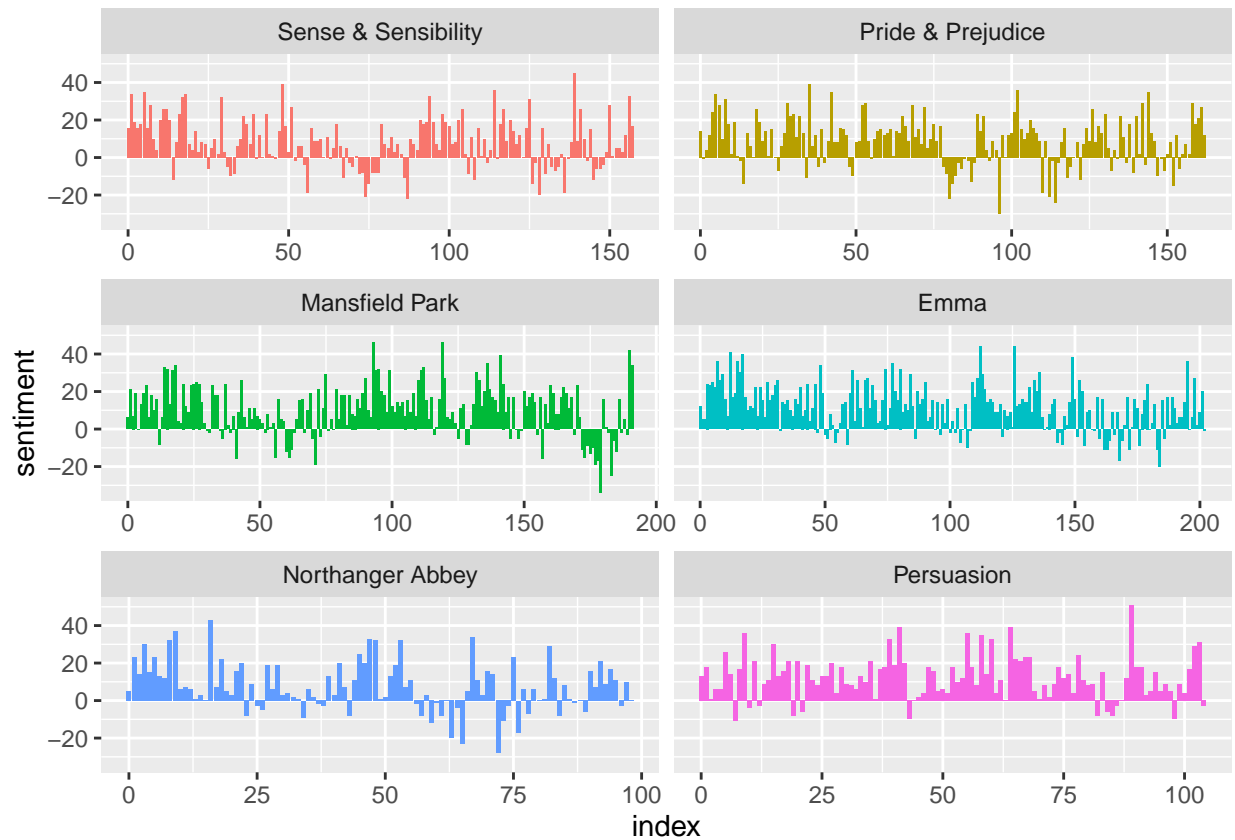 Sense & Sensibility
Pride & Prejudice
40
20
0
−20
0 50 100 150
0 50 100 150
Mansfield Park
Emma
40
20
0
−20
0 50 100 150 200
0 50 100 150 200
Northanger Abbey
Persuasion
40
20
0
−20
0 25 50 75 100
0 25 50 75 100
sentiment
index